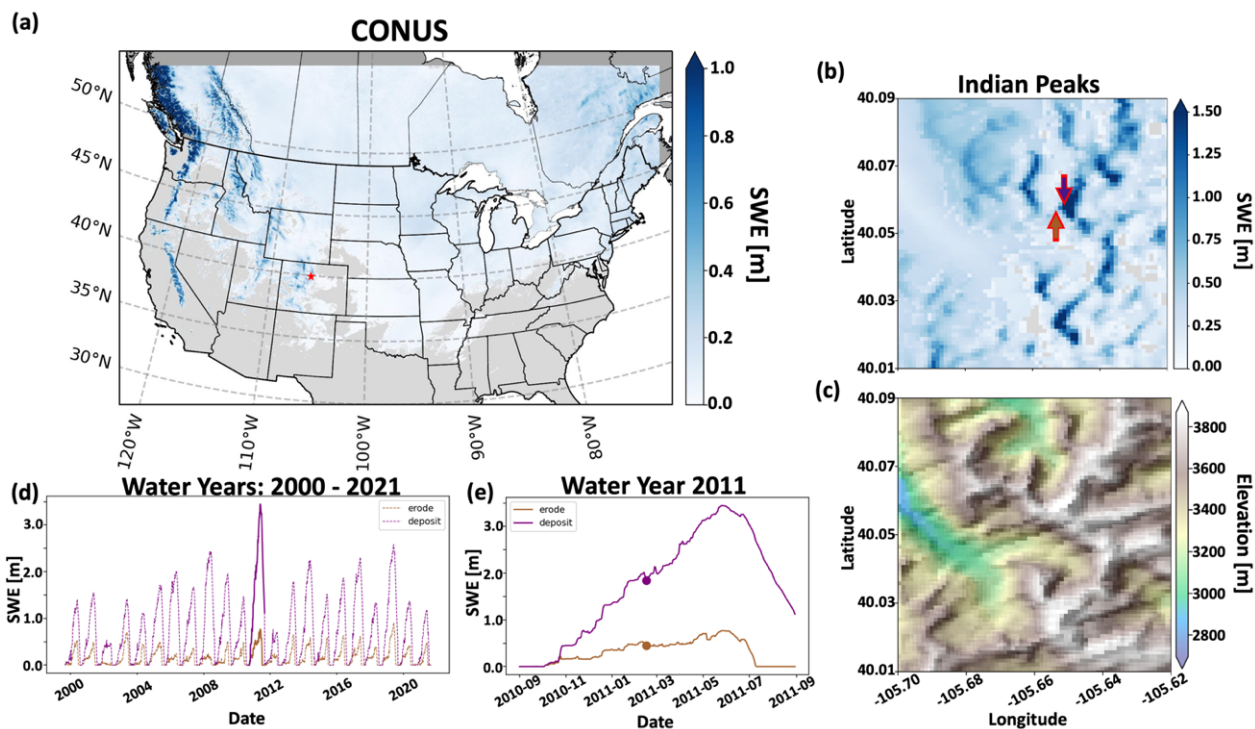 (a)
CONUS
50°N
45°N
40°N
35°N
30°N
120°W
110°W
100°W
90°W
80°W
1.0
0.8
0.6
0.4
0.2
0.0
SWE [m]
(b)
Indian Peaks
40.09
40.07
40.05
40.03
40.01
Latitude
1.50
1.25
1.00
0.75
0.50
0.25
0.00
SWE [m]
(c)
40.09
40.07
40.05
40.03
40.01
Latitude
-105.70
-105.68
-105.66
-105.64
-105.62
Longitude
3800
3600
3400
3200
3000
2800
Elevation [m]
(d)
Water Years: 2000 - 2021
erode
deposit
3.0
2.0
1.0
0.0
SWE [m]
2000
2004
2008
2012
2016
2020
Date
(e)
Water Year 2011
erode
deposit
3.0
2.0
1.0
0.0
SWE [m]
2010-09
2010-11
2011-01
2011-03
2011-05
2011-07
2011-09
Date